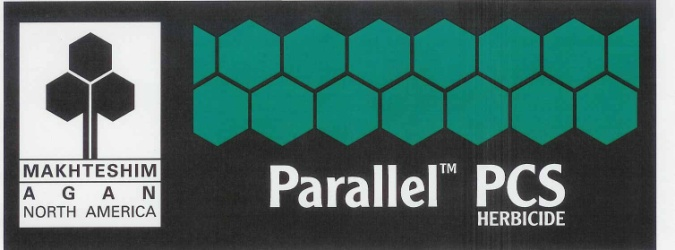 MAKHTESHIM
A G A N
NORTH AMERICA
Parallel™ PCS
HERBICIDE